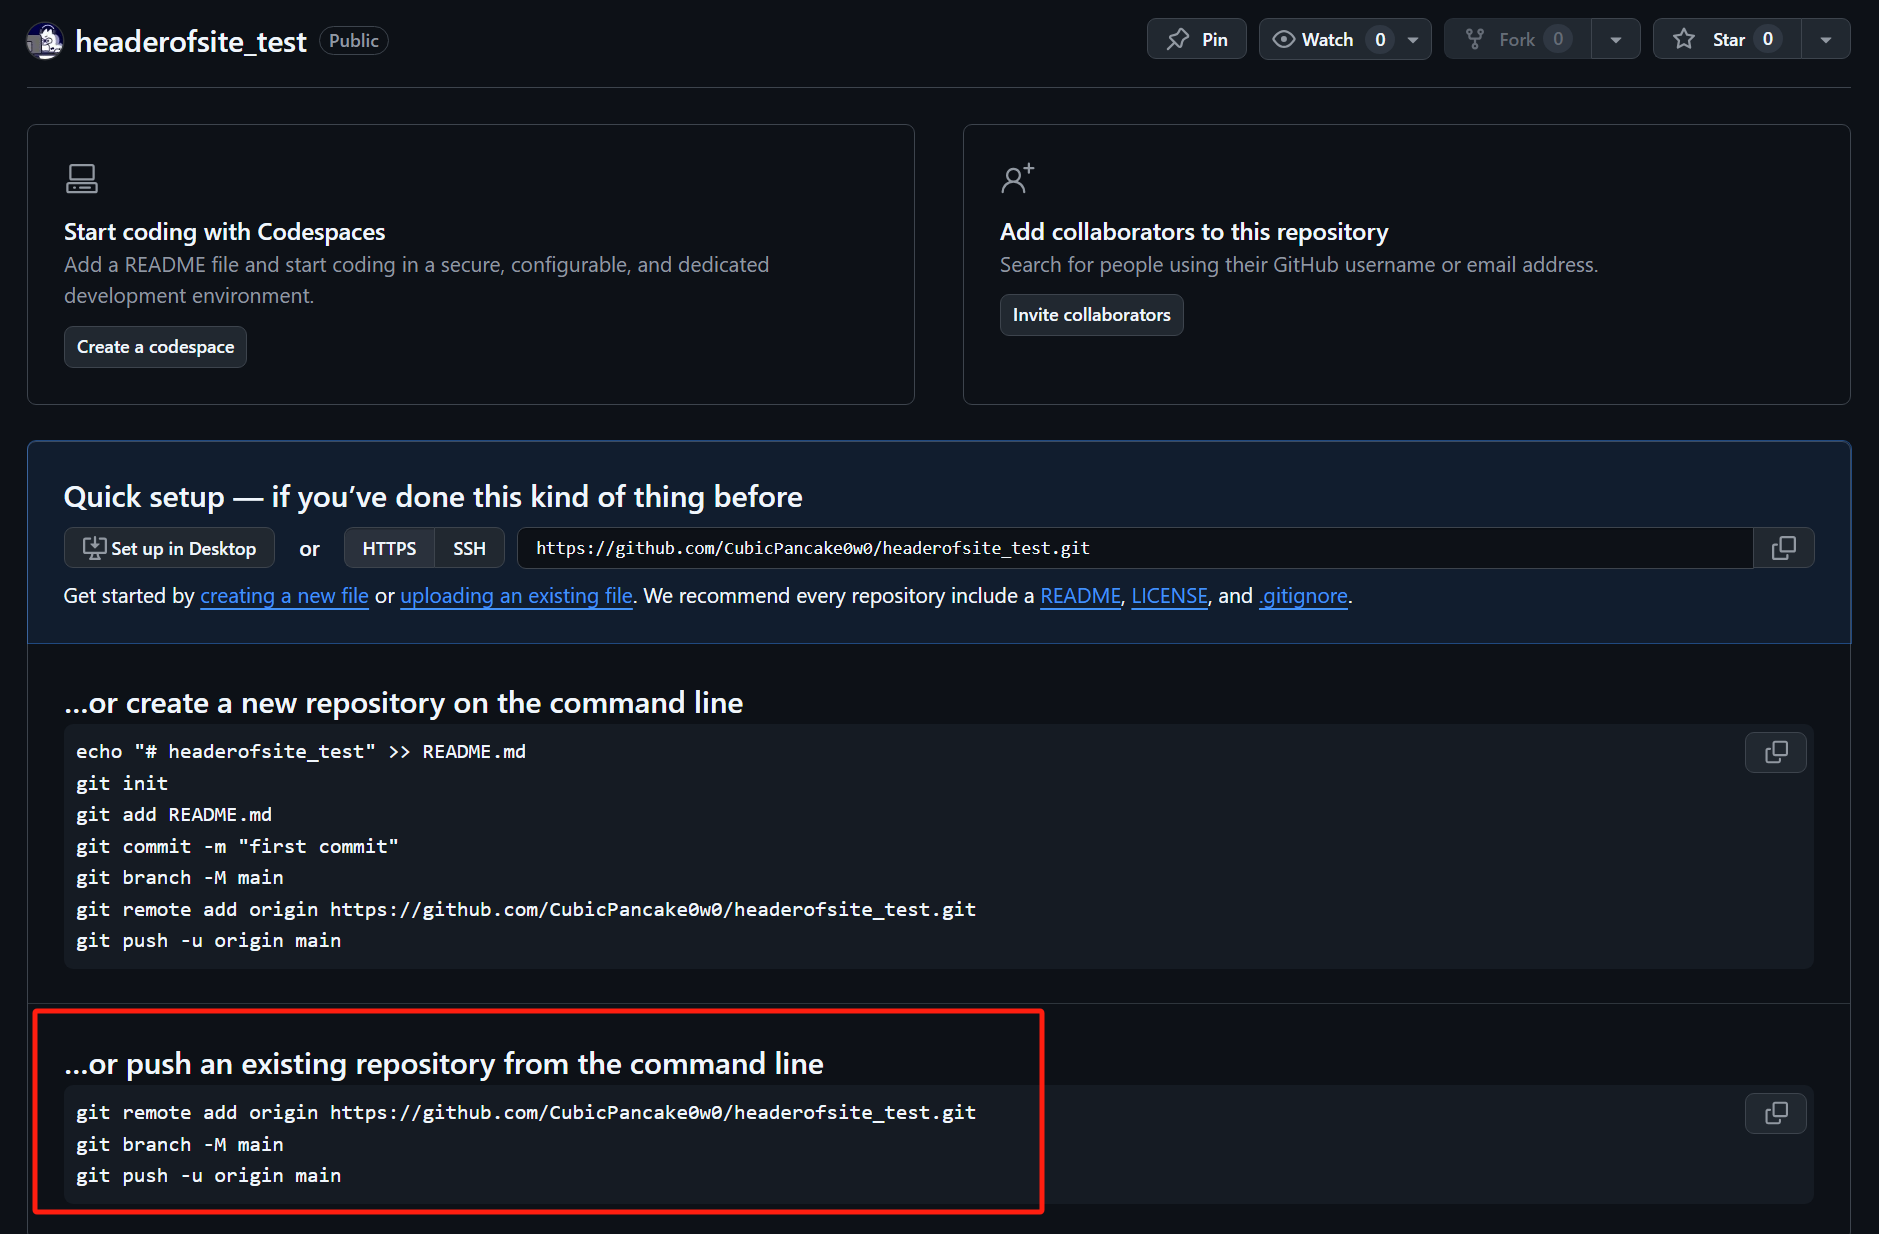 headerofsite_test Public
Pin
Watch 0
Fork 0
Star 0
Start coding with Codespaces
Add a README file and start coding in a secure, configurable, and dedicated
development environment.
Create a codespace
Add collaborators to this repository
Search for people using their GitHub username or email address.
Invite collaborators
Quick setup — if you’ve done this kind of thing before
Set up in Desktop or HTTPS SSH https://github.com/CubicPancake0w0/headerofsite_test.git
Get started by creating a new file or uploading an existing file. We recommend every repository include a README, LICENSE, and .gitignore.
…or create a new repository on the command line
echo "# headerofsite_test" >> README.md
git init
git add README.md
git commit -m "first commit"
git branch -M main
git remote add origin https://github.com/CubicPancake0w0/headerofsite_test.git
git push -u origin main
…or push an existing repository from the command line
git remote add origin https://github.com/CubicPancake0w0/headerofsite_test.git
git branch -M main
git push -u origin main